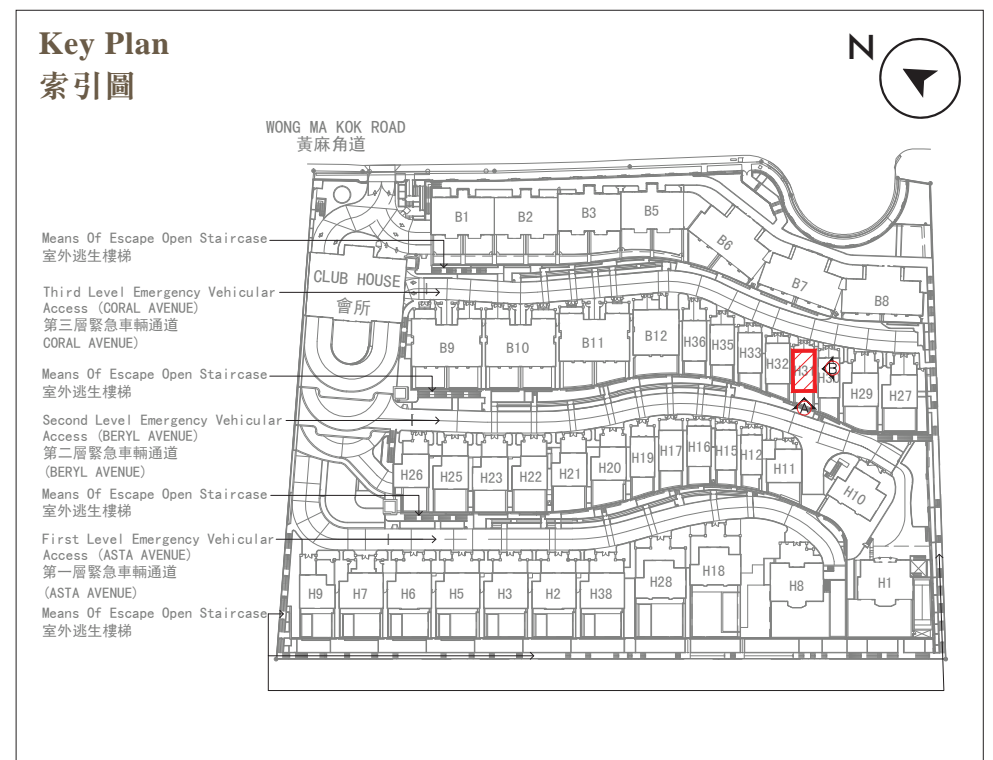 Key Plan
索引圖
N
WONG MA KOK ROAD
黃麻角道
Means Of Escape Open Staircase
室外逃生樓梯
Third Level Emergency Vehicular
Access (CORAL AVENUE)
第三層緊急車輛通道
CORAL AVENUE)
Means Of Escape Open Staircase
室外逃生樓梯
Second Level Emergency Vehicular
Access (BERYL AVENUE)
第二層緊急車輛通道
(BERYL AVENUE)
Means Of Escape Open Staircase
室外逃生樓梯
First Level Emergency Vehicular
Access (ASTA AVENUE)
第一層緊急車輛通道
(ASTA AVENUE)
Means Of Escape Open Staircase
室外逃生樓梯
CLUB HOUSE
會所
B1
B2
B3
B5
B6
B7
B8
B9
B10
B11
B12
H36
H35
H33
H32
H31
H30
H29
H27
B
A
H26
H25
H23
H22
H21
H20
H19
H17
H16
H15
H12
H11
H10
H9
H7
H6
H5
H3
H2
H38
H28
H18
H8
H1